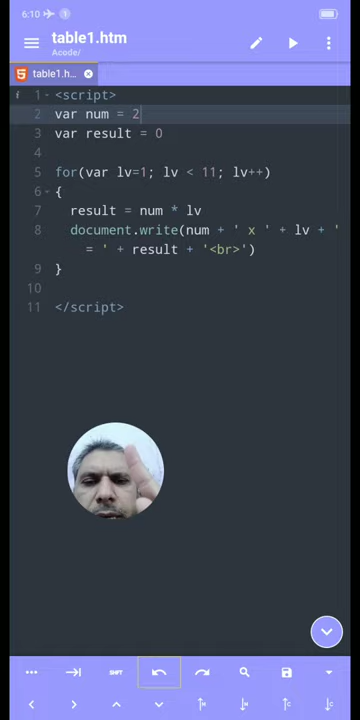 6:10 1
table1.htm
Acode/
table1.h...
i 1 <script>
2 var num = 2
3 var result = 0
4
5 for(var lv=1; lv < 11; lv++)
6 {
7 result = num * lv
8 document.write(num + ' x ' + lv + '
= ' + result + '<br>')
9 }
10
11 </script>
SHIFT
H H C C